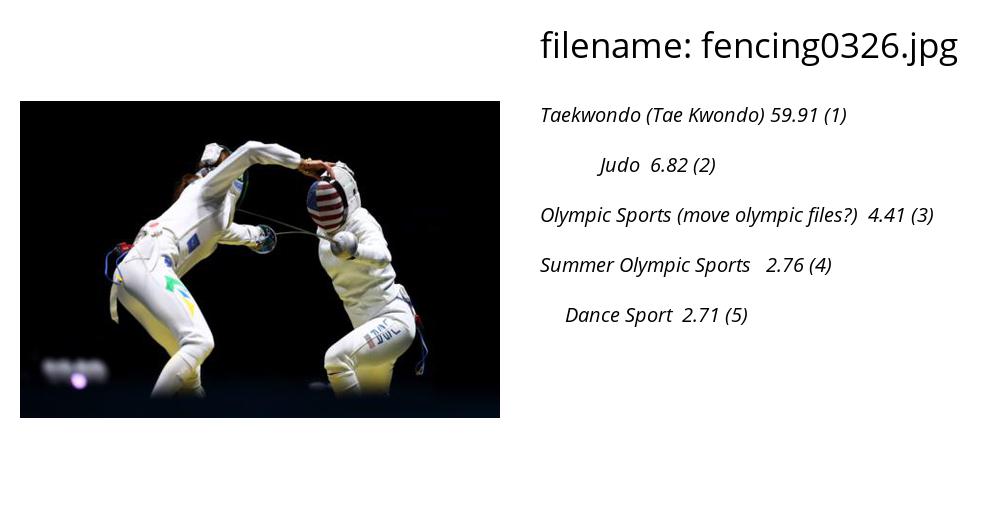 filename: fencing0326.jpg
Taekwondo (Tae Kwondo) 59.91 (1)
Judo 6.82 (2)
Olympic Sports (move olympic files?) 4.41 (3)
Summer Olympic Sports 2.76 (4)
Dance Sport 2.71 (5)